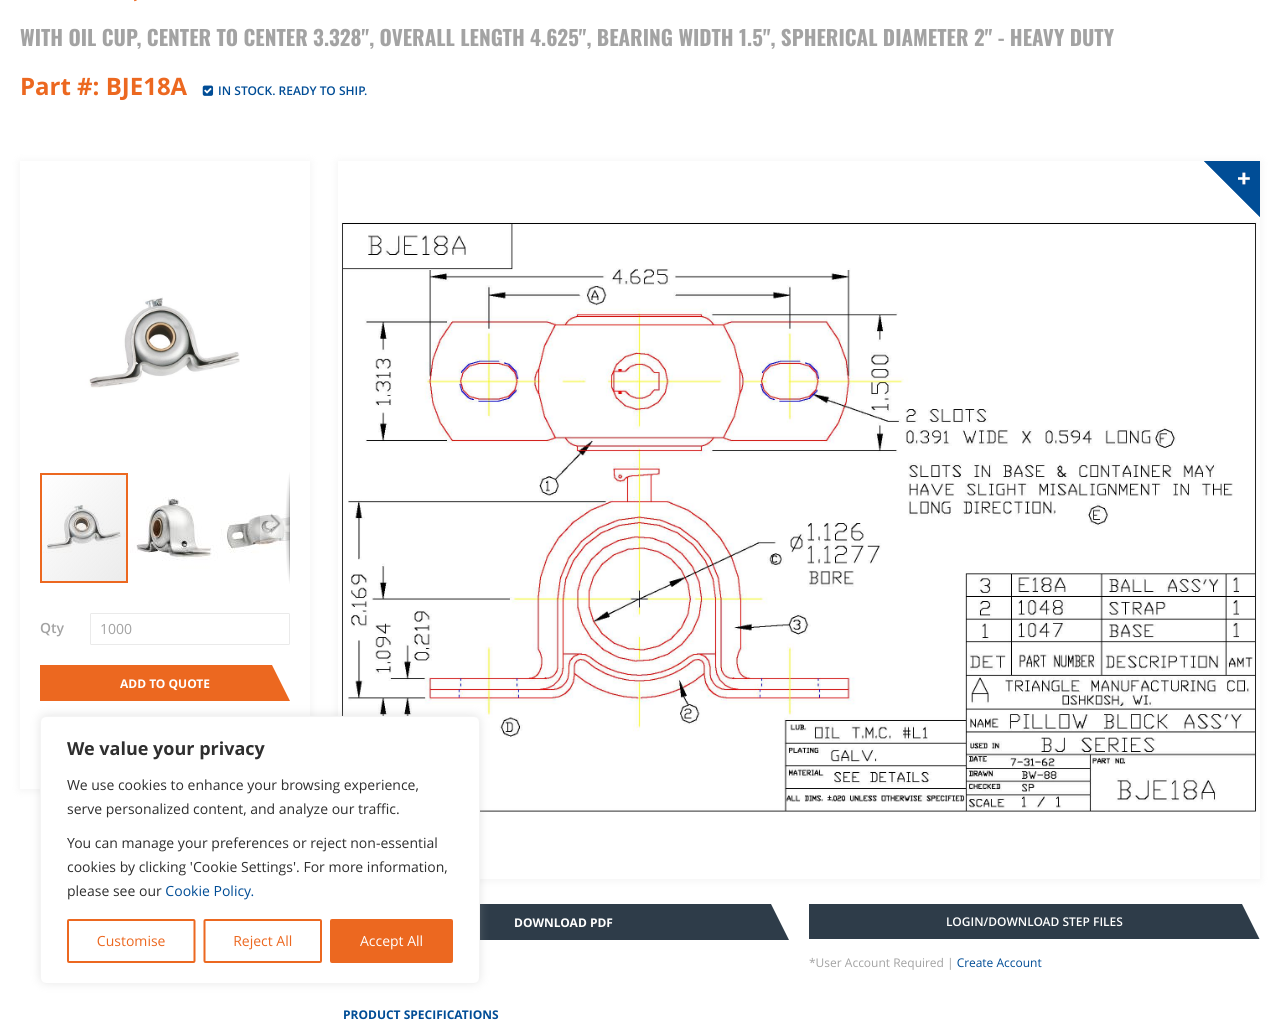 WITH OIL CUP, CENTER TO CENTER 3.328", OVERALL LENGTH 4.625", BEARING WIDTH 1.5", SPHERICAL DIAMETER 2" - HEAVY DUTY
Part #: BJE18A
IN STOCK. READY TO SHIP.
+
BJE18A
4.625
A
1.313
1.500
2 SLOTS
0.391 WIDE X 0.594 LONG F
SLOTS IN BASE & CONTAINER MAY
HAVE SLIGHT MISALIGNMENT IN THE
LONG DIRECTION. E
1
Ø1.126
1.1277
C
BORE
2.169
1.094
0.219
3
2
D
3 E18A BALL ASS'Y 1
2 1048 STRAP 1
1 1047 BASE 1
DET PART NUMBER DESCRIPTION AMT
A TRIANGLE MANUFACTURING CO.
OSHKOSH, WI.
NAME PILLOW BLOCK ASS'Y
USED IN BJ SERIES
DATE 7-31-62
DRAWN BW-88
CHECKED SP
SCALE 1 / 1
PART NO.
BJE18A
LUB. OIL T.M.C. #L1
PLATING GALV.
MATERIAL SEE DETAILS
ALL DIMS. ±.020 UNLESS OTHERWISE SPECIFIED
Qty 1000
ADD TO QUOTE
We value your privacy
We use cookies to enhance your browsing experience,
serve personalized content, and analyze our traffic.
You can manage your preferences or reject non-essential
cookies by clicking 'Cookie Settings'. For more information,
please see our Cookie Policy.
Customise
Reject All
Accept All
DOWNLOAD PDF
LOGIN/DOWNLOAD STEP FILES
*User Account Required | Create Account
PRODUCT SPECIFICATIONS